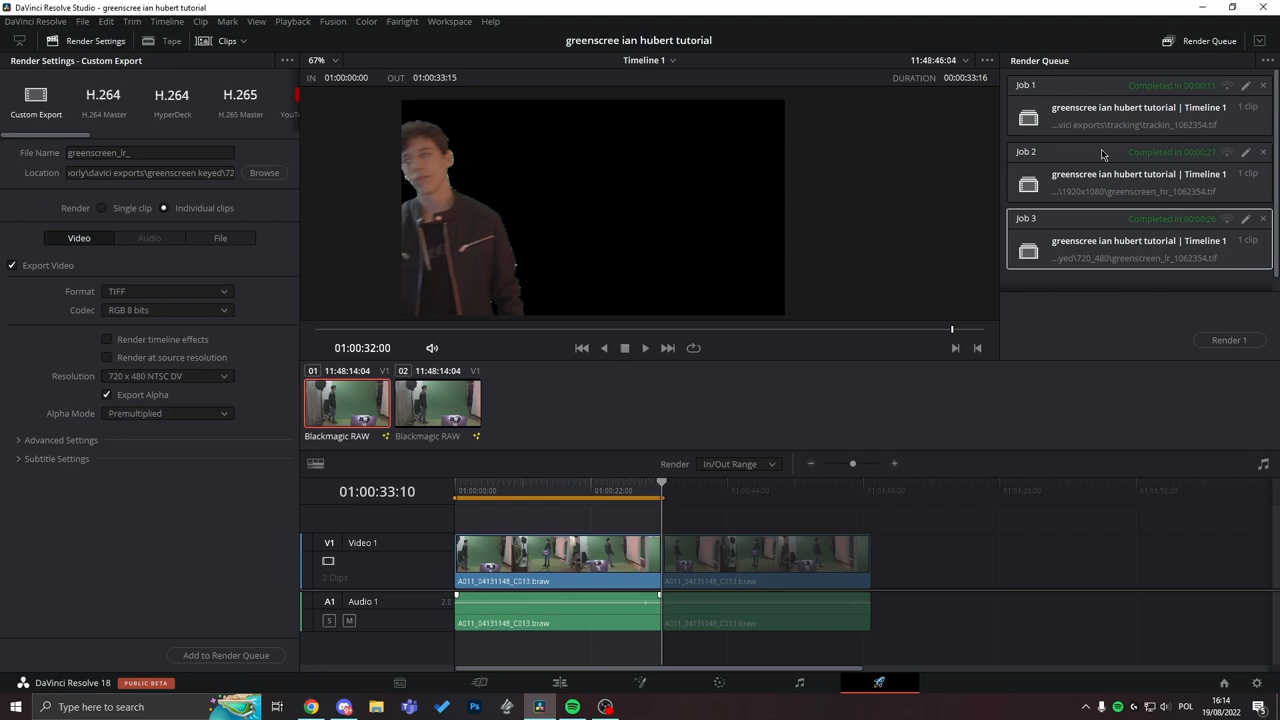 DaVinci Resolve Studio - greenscree ian hubert tutorial
DaVinci Resolve File Edit Trim Timeline Clip Mark View Playback Fusion Color Fairlight Workspace Help
Render Settings Tape Clips greenscree ian hubert tutorial Render Queue
Render Settings - Custom Export
67% Timeline 1 11:48:46:04
Render Queue
IN 01:00:00:00 OUT 01:00:33:15 DURATION 00:00:33:16
H.264 H.264 H.265
Custom Export H.264 Master HyperDeck H.265 Master
File Name greenscreen_lr_
Location orly\davici exports\greenscreen keyed\72 Browse
Render Single clip Individual clips
Video Audio File
Export Video
Format TIFF
Codec RGB 8 bits
Render timeline effects
Render at source resolution
Resolution 720 x 480 NTSC DV
Export Alpha
Alpha Mode Premultiplied
Advanced Settings
Subtitle Settings
Add to Render Queue
Job 1 Completed in 00:00:11
greenscree ian hubert tutorial | Timeline 1 1 clip
...vici exports\tracking\trackin_1062354.tif
Job 2 Completed in 00:00:27
greenscree ian hubert tutorial | Timeline 1 1 clip
...\1920x1080\greenscreen_hr_1062354.tif
Job 3 Completed in 00:00:26
greenscree ian hubert tutorial | Timeline 1 1 clip
...yed\720_480\greenscreen_lr_1062354.tif
Render 1
01:00:32:00
01 11:48:14:04 V1 02 11:48:14:04 V1
Blackmagic RAW Blackmagic RAW
Render In/Out Range
01:00:33:10
01:00:00:00 01:00:22:00 01:00:44:00 01:01:06:00 01:01:28:00 01:01:50:00
V1 Video 1
2 Clips
A011_04131148_C013.braw A011_04131148_C013.braw
A1 Audio 1 2.0
S M
A011_04131148_C013.braw A011_04131148_C013.braw
DaVinci Resolve 18 PUBLIC BETA
Type here to search
POL
16:14
19/08/2022